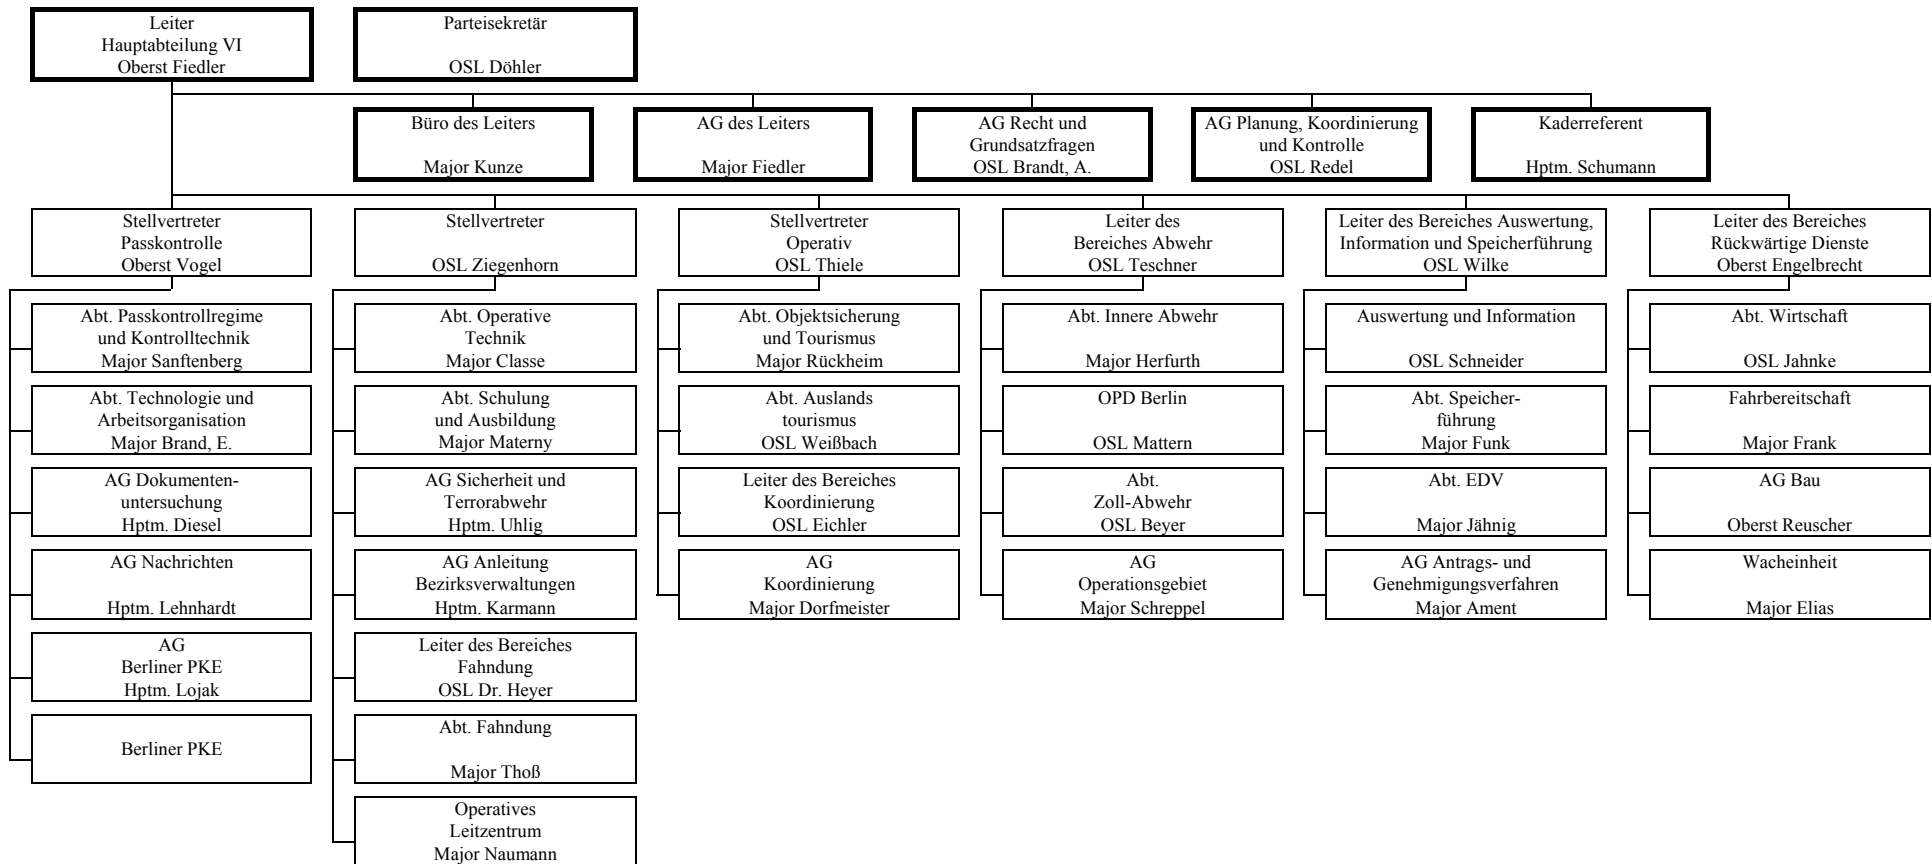 Leiter
Hauptabteilung VI
Oberst Fiedler
Parteisekretär
OSL Döhler
Büro des Leiters
Major Kunze
AG des Leiters
Major Fiedler
AG Recht und
Grundsatzfragen
OSL Brandt, A.
AG Planung, Koordinierung
und Kontrolle
OSL Redel
Kaderreferent
Hptm. Schumann
Stellvertreter
Passkontrolle
Oberst Vogel
Stellvertreter
OSL Ziegenhorn
Stellvertreter
Operativ
OSL Thiele
Leiter des
Bereiches Abwehr
OSL Teschner
Leiter des Bereiches Auswertung,
Information und Speicherführung
OSL Wilke
Leiter des Bereiches
Rückwärtige Dienste
Oberst Engelbrecht
Abt. Passkontrollregime
und Kontrolltechnik
Major Sanftenberg
Abt. Operative
Technik
Major Classe
Abt. Objektsicherung
und Tourismus
Major Rückheim
Abt. Innere Abwehr
Major Herfurth
Auswertung und Information
OSL Schneider
Abt. Wirtschaft
OSL Jahnke
Abt. Technologie und
Arbeitsorganisation
Major Brand, E.
Abt. Schulung
und Ausbildung
Major Materny
Abt. Auslands
tourismus
OSL Weißbach
OPD Berlin
OSL Mattern
Abt. Speicher-
führung
Major Funk
Fahrbereitschaft
Major Frank
AG Dokumenten-
untersuchung
Hptm. Diesel
AG Sicherheit und
Terrorabwehr
Hptm. Uhlig
Leiter des Bereiches
Koordinierung
OSL Eichler
Abt.
Zoll-Abwehr
OSL Beyer
Abt. EDV
Major Jähnig
AG Bau
Oberst Reuscher
AG Nachrichten
Hptm. Lehnhardt
AG Anleitung
Bezirksverwaltungen
Hptm. Karmann
AG
Koordinierung
Major Dorfmeister
AG
Operationsgebiet
Major Schreppel
AG Antrags- und
Genehmigungsverfahren
Major Ament
Wacheinheit
Major Elias
AG
Berliner PKE
Hptm. Lojak
Leiter des Bereiches
Fahndung
OSL Dr. Heyer
Berliner PKE
Abt. Fahndung
Major Thoß
Operatives
Leitzentrum
Major Naumann